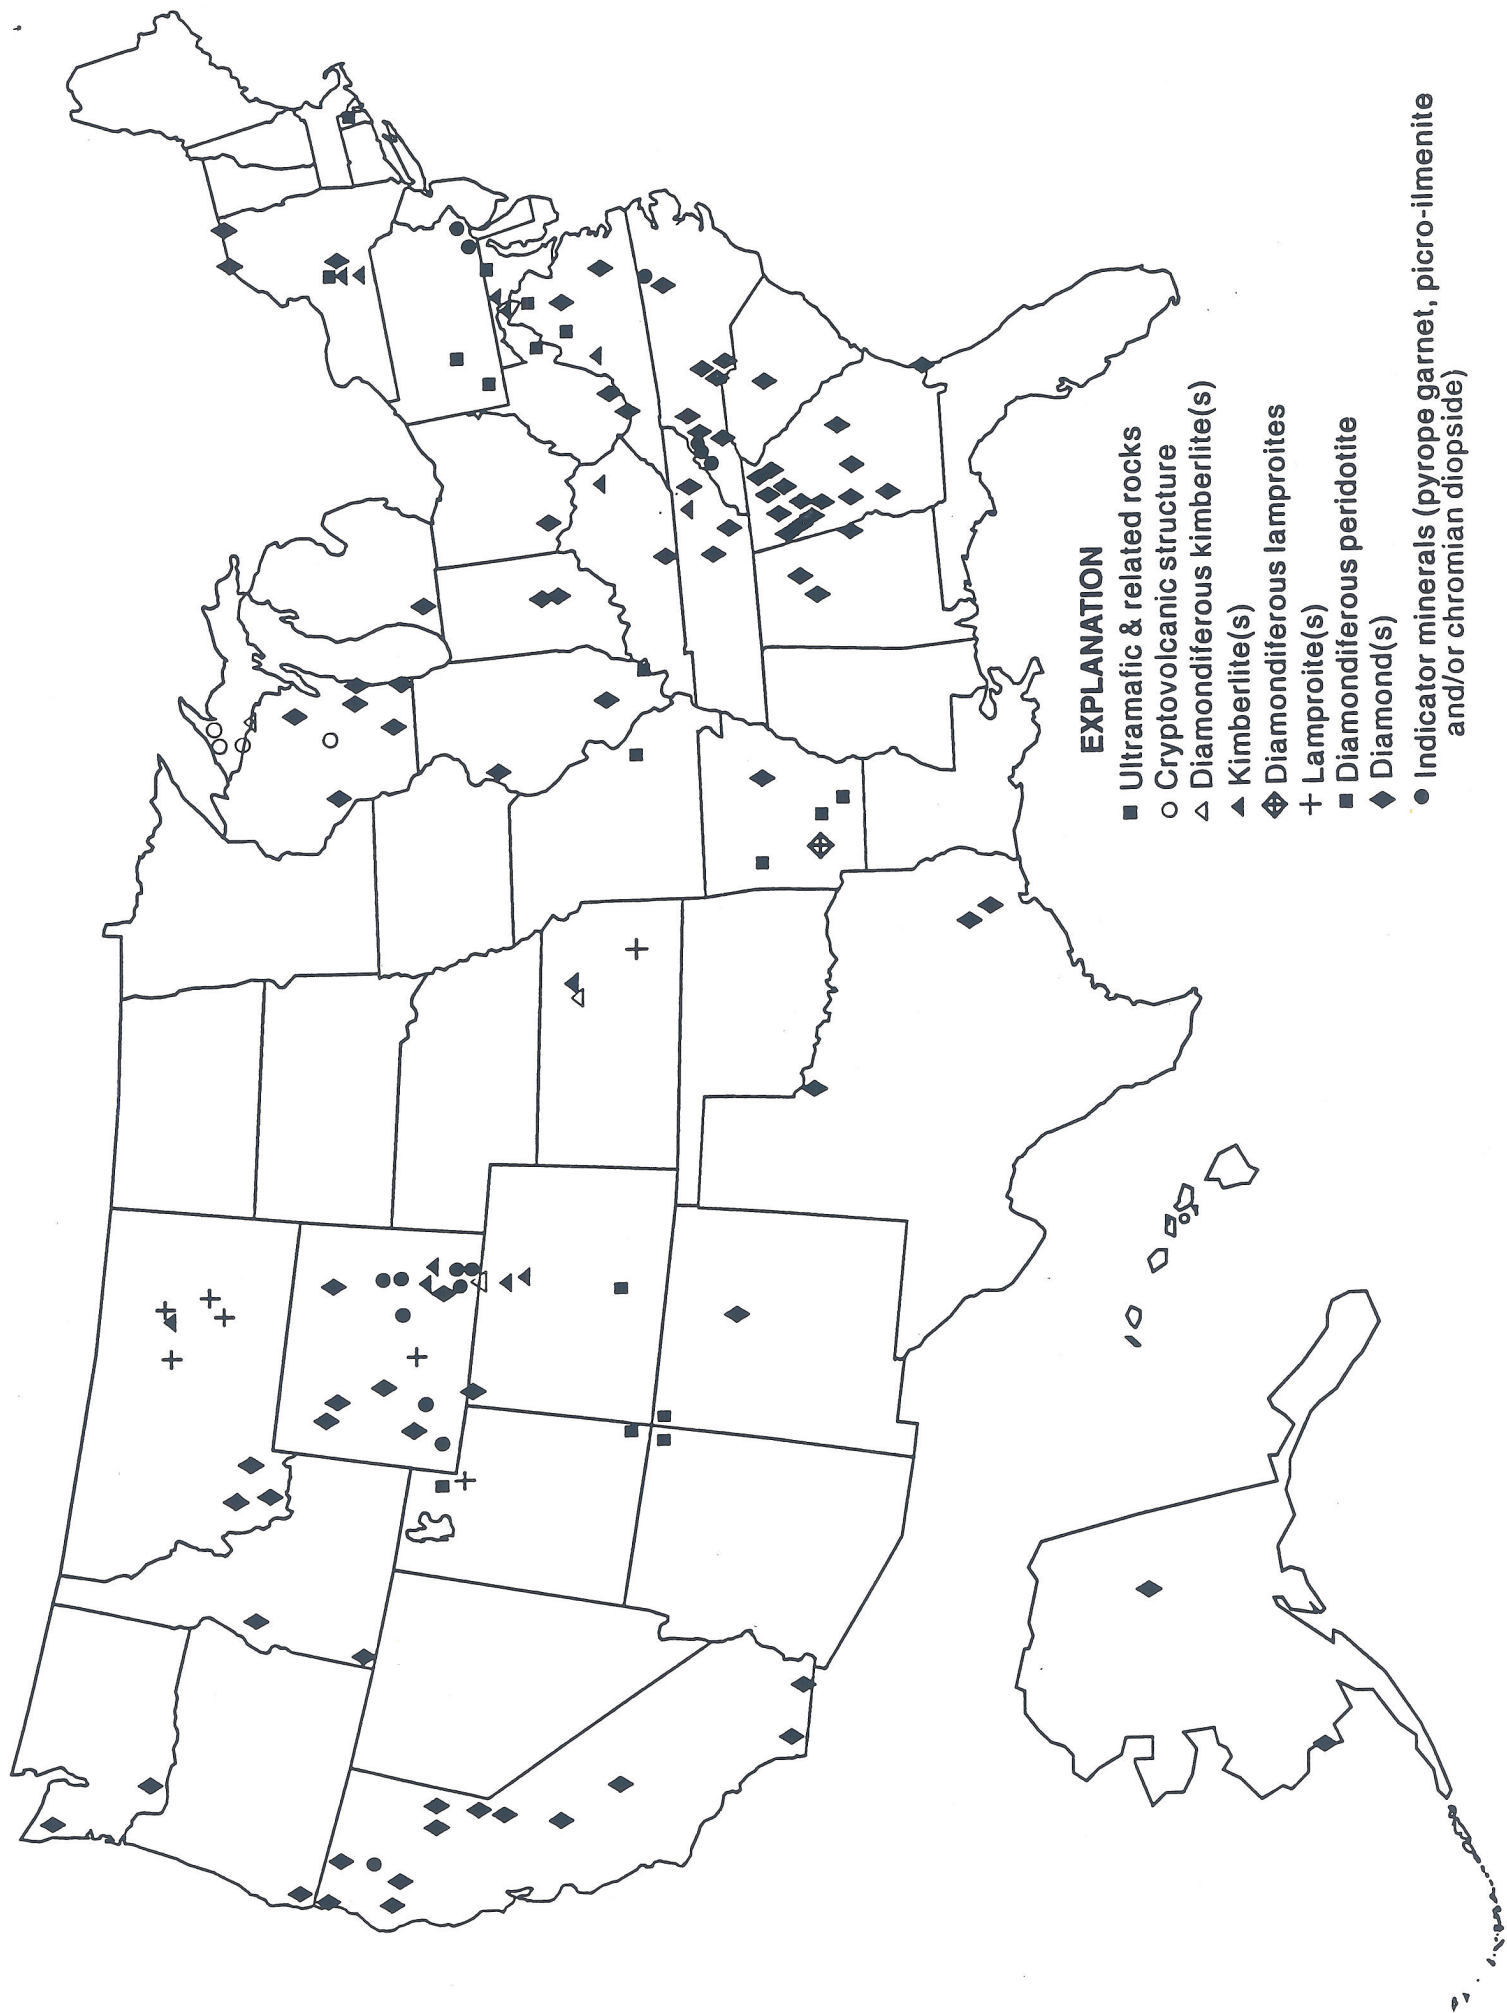 EXPLANATION
Ultramafic & related rocks
Cryptovolcanic structure
Diamondiferous kimberlite(s)
Kimberlite(s)
Diamondiferous lamproites
Lamproite(s)
Diamondiferous peridotite
Diamond(s)
Indicator minerals (pyrope garnet, picro-ilmenite
and/or chromian diopside)